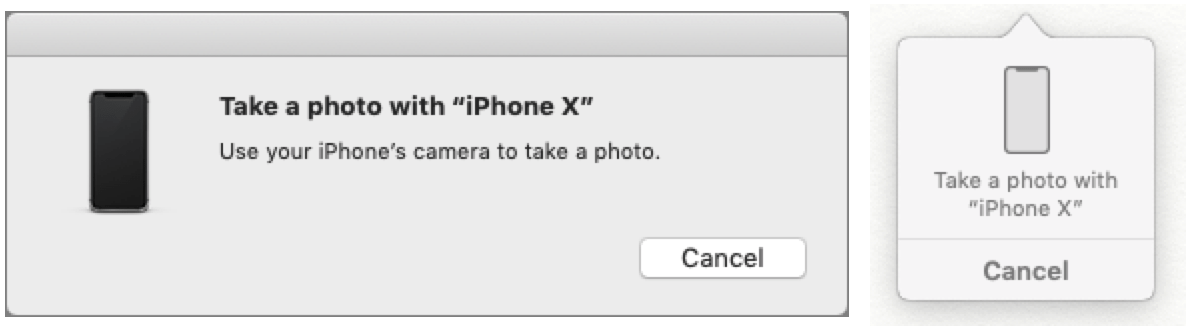 Take a photo with “iPhone X”
Use your iPhone’s camera to take a photo.
Cancel
Take a photo with
“iPhone X”
Cancel